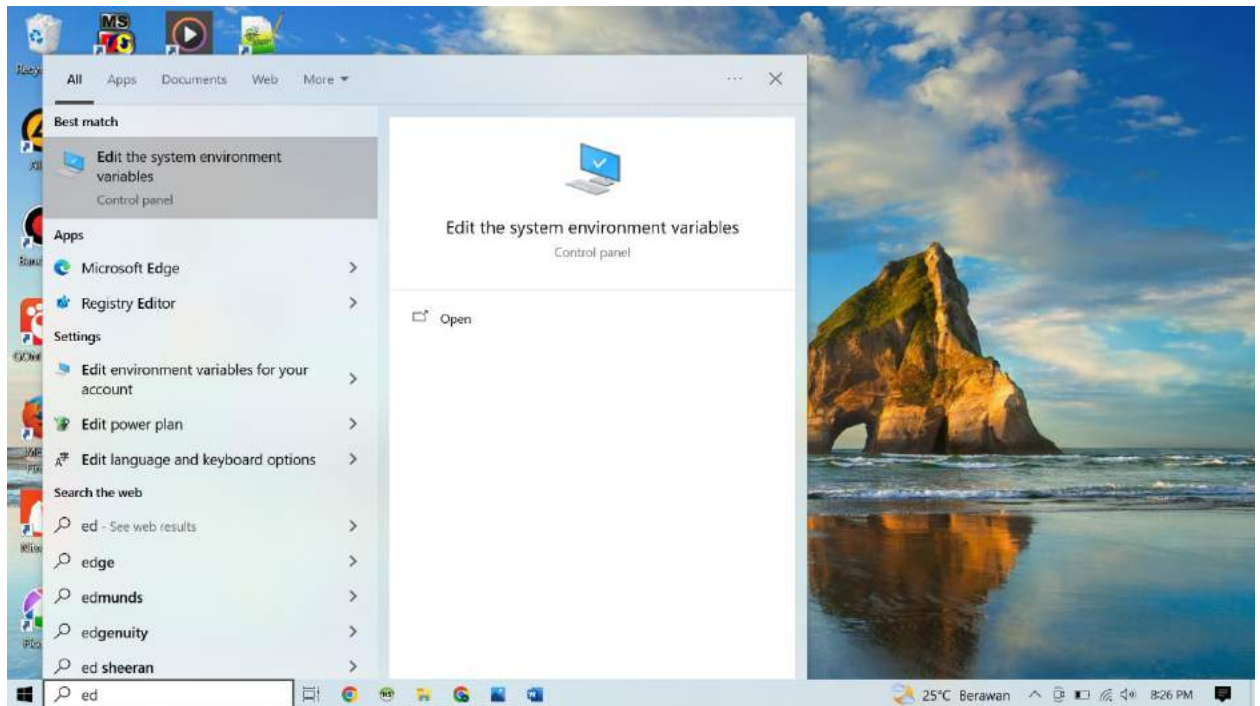 MS
All Apps Documents Web More
Best match
Edit the system environment
variables
Control panel
Apps
Microsoft Edge
Registry Editor
Settings
Edit environment variables for your
account
Edit power plan
Edit language and keyboard options
Search the web
ed - See web results
edge
edmunds
edgenuity
ed sheeran
ed
Edit the system environment variables
Control panel
Open
25°C Berawan
8:26 PM